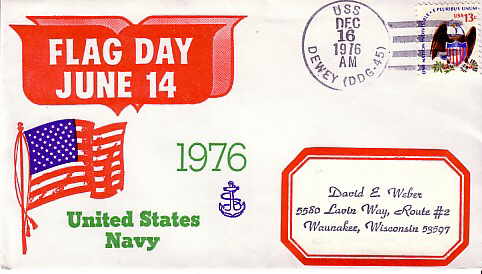 FLAG DAY
JUNE 14
USS
DEC
16
1976
AM
DEWEY (DDG-45)
E PLURIBUS UNUM
USA 13c
1976
United States
Navy
David E Weber
5580 Lavin Way, Route #2
Waunakee, Wisconsin 53597